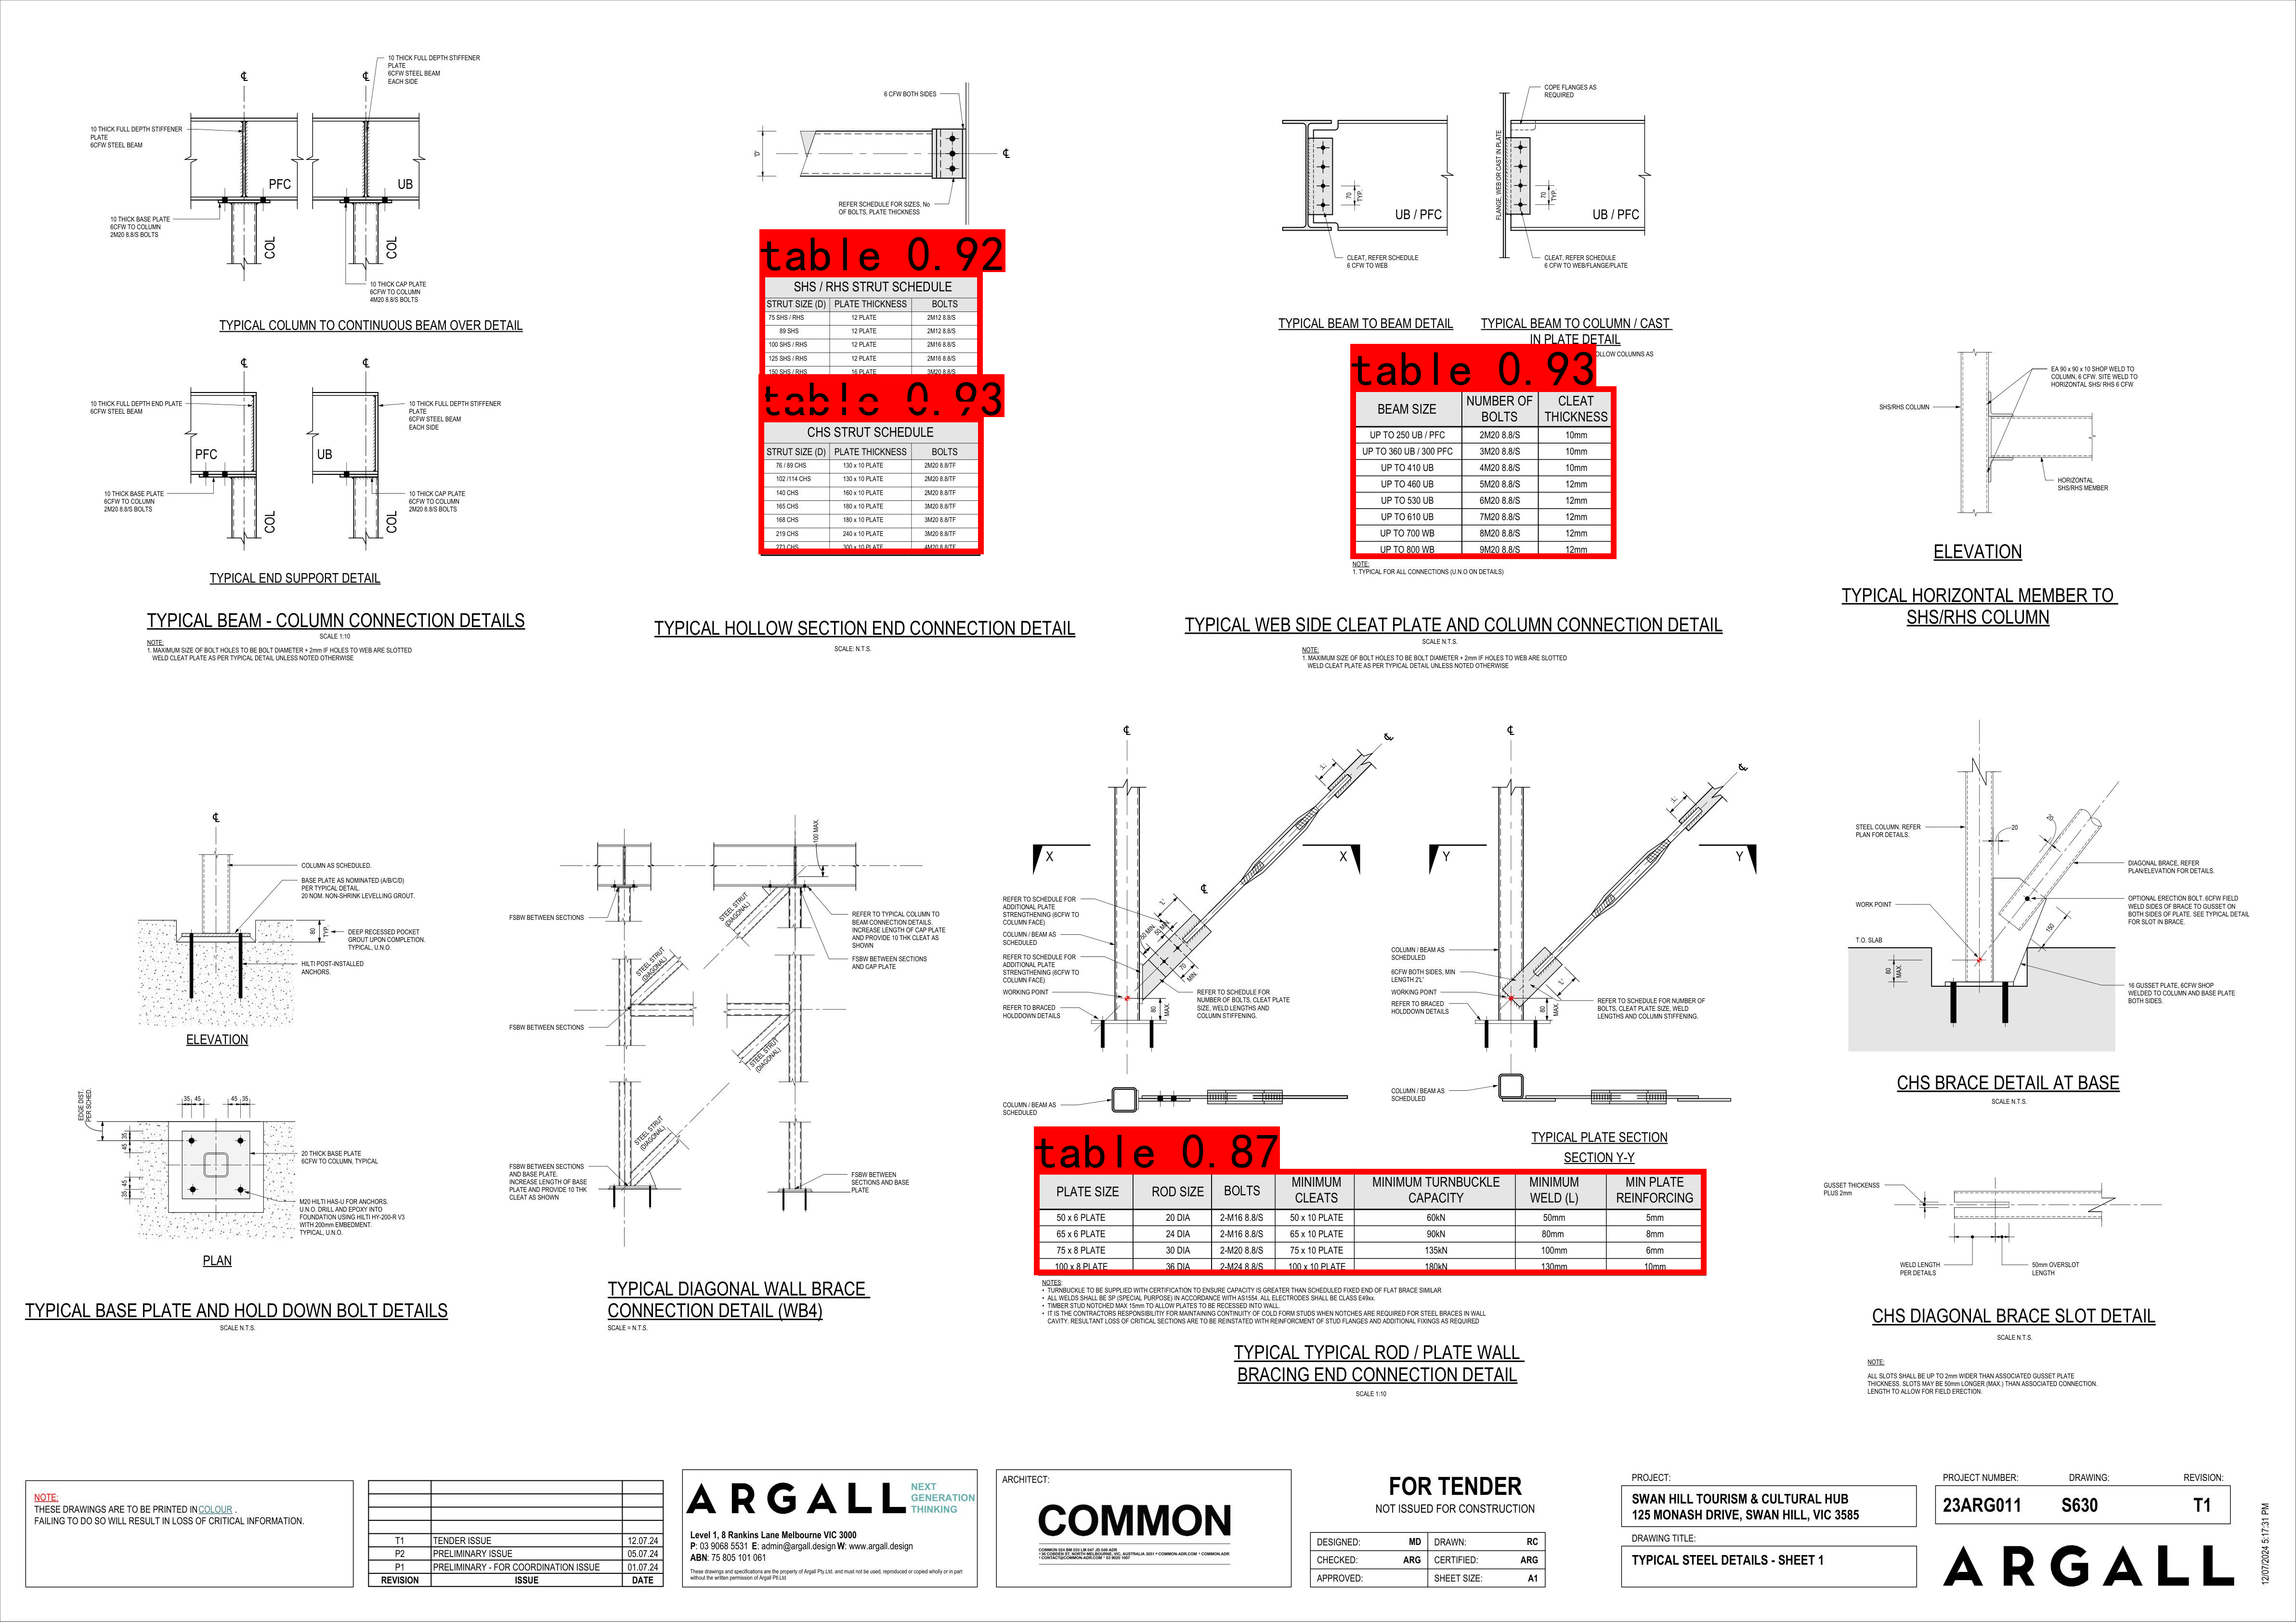 10 THICK FULL DEPTH STIFFENER
PLATE
6CFW STEEL BEAM
EACH SIDE
10 THICK FULL DEPTH STIFFENER
PLATE
6CFW STEEL BEAM
PFC
UB
10 THICK BASE PLATE
6CFW TO COLUMN
2M20 8.8/S BOLTS
COL
COL
10 THICK CAP PLATE
6CFW TO COLUMN
4M20 8.8/S BOLTS
TYPICAL COLUMN TO CONTINUOUS BEAM OVER DETAIL
10 THICK FULL DEPTH END PLATE
6CFW STEEL BEAM
10 THICK FULL DEPTH STIFFENER
PLATE
6CFW STEEL BEAM
EACH SIDE
PFC
UB
10 THICK BASE PLATE
6CFW TO COLUMN
2M20 8.8/S BOLTS
COL
COL
10 THICK CAP PLATE
6CFW TO COLUMN
2M20 8.8/S BOLTS
TYPICAL END SUPPORT DETAIL
TYPICAL BEAM - COLUMN CONNECTION DETAILS
SCALE 1:10
NOTE:
1. MAXIMUM SIZE OF BOLT HOLES TO BE BOLT DIAMETER + 2mm IF HOLES TO WEB ARE SLOTTED
WELD CLEAT PLATE AS PER TYPICAL DETAIL UNLESS NOTED OTHERWISE
6 CFW BOTH SIDES
'D'
REFER SCHEDULE FOR SIZES, No
OF BOLTS, PLATE THICKNESS
table 0.92
SHS / RHS STRUT SCHEDULE
STRUT SIZE (D) PLATE THICKNESS BOLTS
75 SHS / RHS 12 PLATE 2M12 8.8/S
89 SHS 12 PLATE 2M12 8.8/S
100 SHS / RHS 12 PLATE 2M16 8.8/S
125 SHS / RHS 12 PLATE 2M16 8.8/S
150 SHS / RHS 16 PLATE 3M20 8.8/S
table 0.93
CHS STRUT SCHEDULE
STRUT SIZE (D) PLATE THICKNESS BOLTS
76 / 89 CHS 130 x 10 PLATE 2M20 8.8/TF
102 /114 CHS 130 x 10 PLATE 2M20 8.8/TF
140 CHS 160 x 10 PLATE 2M20 8.8/TF
165 CHS 180 x 10 PLATE 3M20 8.8/TF
168 CHS 180 x 10 PLATE 3M20 8.8/TF
219 CHS 240 x 10 PLATE 3M20 8.8/TF
273 CHS 300 x 10 PLATE 4M20 8.8/TF
TYPICAL HOLLOW SECTION END CONNECTION DETAIL
SCALE: N.T.S.
COPE FLANGES AS
REQUIRED
FLANGE, WEB OR CAST IN PLATE
70
TYP.
70
TYP.
UB / PFC
UB / PFC
CLEAT, REFER SCHEDULE
6 CFW TO WEB
CLEAT, REFER SCHEDULE
6 CFW TO WEB/FLANGE/PLATE
TYPICAL BEAM TO BEAM DETAIL
TYPICAL BEAM TO COLUMN / CAST
IN PLATE DETAIL
OLLOW COLUMNS AS
table 0.93
BEAM SIZE NUMBER OF BOLTS CLEAT THICKNESS
UP TO 250 UB / PFC 2M20 8.8/S 10mm
UP TO 360 UB / 300 PFC 3M20 8.8/S 10mm
UP TO 410 UB 4M20 8.8/S 10mm
UP TO 460 UB 5M20 8.8/S 12mm
UP TO 530 UB 6M20 8.8/S 12mm
UP TO 610 UB 7M20 8.8/S 12mm
UP TO 700 WB 8M20 8.8/S 12mm
UP TO 800 WB 9M20 8.8/S 12mm
NOTE:
1. TYPICAL FOR ALL CONNECTIONS (U.N.O ON DETAILS)
TYPICAL WEB SIDE CLEAT PLATE AND COLUMN CONNECTION DETAIL
SCALE N.T.S.
NOTE:
1. MAXIMUM SIZE OF BOLT HOLES TO BE BOLT DIAMETER + 2mm IF HOLES TO WEB ARE SLOTTED
WELD CLEAT PLATE AS PER TYPICAL DETAIL UNLESS NOTED OTHERWISE
EA 90 x 90 x 10 SHOP WELD TO
COLUMN, 6 CFW. SITE WELD TO
HORIZONTAL SHS/ RHS 6 CFW
SHS/RHS COLUMN
HORIZONTAL
SHS/RHS MEMBER
ELEVATION
TYPICAL HORIZONTAL MEMBER TO
SHS/RHS COLUMN
COLUMN AS SCHEDULED.
BASE PLATE AS NOMINATED (A/B/C/D)
PER TYPICAL DETAIL.
20 NOM. NON-SHRINK LEVELLING GROUT.
80
TYP.
DEEP RECESSED POCKET
GROUT UPON COMPLETION.
TYPICAL, U.N.O.
HILTI POST-INSTALLED
ANCHORS.
ELEVATION
EDGE DIST.
PER SCHED.
35 45 45 35
45 35
35 45
20 THICK BASE PLATE
6CFW TO COLUMN, TYPICAL
M20 HILTI HAS-U FOR ANCHORS.
U.N.O. DRILL AND EPOXY INTO
FOUNDATION USING HILTI HY-200-R V3
WITH 200mm EMBEDMENT.
TYPICAL, U.N.O.
PLAN
TYPICAL BASE PLATE AND HOLD DOWN BOLT DETAILS
SCALE N.T.S.
100 MAX.
FSBW BETWEEN SECTIONS
STEEL STRUT
(DIAGONAL)
REFER TO TYPICAL COLUMN TO
BEAM CONNECTION DETAILS.
INCREASE LENGTH OF CAP PLATE
AND PROVIDE 10 THK CLEAT AS
SHOWN
STEEL STRUT
(DIAGONAL)
FSBW BETWEEN SECTIONS
AND CAP PLATE
FSBW BETWEEN SECTIONS
STEEL STRUT
(DIAGONAL)
STEEL STRUT
(DIAGONAL)
FSBW BETWEEN SECTIONS
AND BASE PLATE.
INCREASE LENGTH OF BASE
PLATE AND PROVIDE 10 THK
CLEAT AS SHOWN
FSBW BETWEEN
SECTIONS AND BASE
PLATE
TYPICAL DIAGONAL WALL BRACE
CONNECTION DETAIL (WB4)
SCALE = N.T.S.
'L'
X X
REFER TO SCHEDULE FOR
ADDITIONAL PLATE
STRENGTHENING (6CFW TO
COLUMN FACE)
COLUMN / BEAM AS
SCHEDULED
REFER TO SCHEDULE FOR
ADDITIONAL PLATE
STRENGTHENING (6CFW TO
COLUMN FACE)
WORKING POINT
REFER TO BRACED
HOLDDOWN DETAILS
'L'
50 MIN.
50 MIN.
70
MIN.
REFER TO SCHEDULE FOR
NUMBER OF BOLTS, CLEAT PLATE
SIZE, WELD LENGTHS AND
COLUMN STIFFENING.
80
MAX.
COLUMN / BEAM AS
SCHEDULED
'L'
Y Y
COLUMN / BEAM AS
SCHEDULED
6CFW BOTH SIDES, MIN
LENGTH 2'L'
WORKING POINT
REFER TO BRACED
HOLDDOWN DETAILS
'L'
80
MAX.
REFER TO SCHEDULE FOR NUMBER OF
BOLTS, CLEAT PLATE SIZE, WELD
LENGTHS AND COLUMN STIFFENING.
COLUMN / BEAM AS
SCHEDULED
TYPICAL PLATE SECTION
SECTION Y-Y
table 0.87
PLATE SIZE ROD SIZE BOLTS MINIMUM CLEATS MINIMUM TURNBUCKLE CAPACITY MINIMUM WELD (L) MIN PLATE REINFORCING
50 x 6 PLATE 20 DIA 2-M16 8.8/S 50 x 10 PLATE 60kN 50mm 5mm
65 x 6 PLATE 24 DIA 2-M16 8.8/S 65 x 10 PLATE 90kN 80mm 8mm
75 x 8 PLATE 30 DIA 2-M20 8.8/S 75 x 10 PLATE 135kN 100mm 6mm
100 x 8 PLATE 36 DIA 2-M24 8.8/S 100 x 10 PLATE 180kN 130mm 10mm
NOTES:
• TURNBUCKLE TO BE SUPPLIED WITH CERTIFICATION TO ENSURE CAPACITY IS GREATER THAN SCHEDULED FIXED END OF FLAT BRACE SIMILAR
• ALL WELDS SHALL BE SP (SPECIAL PURPOSE) IN ACCORDANCE WITH AS1554. ALL ELECTRODES SHALL BE CLASS E49xx.
• TIMBER STUD NOTCHED MAX 15mm TO ALLOW PLATES TO BE RECESSED INTO WALL.
• IT IS THE CONTRACTORS RESPONSIBILITIY FOR MAINTAINING CONTINUITY OF COLD FORM STUDS WHEN NOTCHES ARE REQUIRED FOR STEEL BRACES IN WALL
CAVITY. RESULTANT LOSS OF CRITICAL SECTIONS ARE TO BE REINSTATED WITH REINFORCMENT OF STUD FLANGES AND ADDITIONAL FIXINGS AS REQUIRED
TYPICAL TYPICAL ROD / PLATE WALL
BRACING END CONNECTION DETAIL
SCALE 1:10
STEEL COLUMN, REFER
PLAN FOR DETAILS.
20
20
DIAGONAL BRACE, REFER
PLAN/ELEVATION FOR DETAILS.
WORK POINT
OPTIONAL ERECTION BOLT. 6CFW FIELD
WELD SIDES OF BRACE TO GUSSET ON
BOTH SIDES OF PLATE. SEE TYPICAL DETAIL
FOR SLOT IN BRACE.
150
T.O. SLAB
80
MAX.
16 GUSSET PLATE, 6CFW SHOP
WELDED TO COLUMN AND BASE PLATE
BOTH SIDES.
CHS BRACE DETAIL AT BASE
SCALE N.T.S.
GUSSET THICKENSS
PLUS 2mm
WELD LENGTH
PER DETAILS
50mm OVERSLOT
LENGTH
CHS DIAGONAL BRACE SLOT DETAIL
SCALE N.T.S.
NOTE:
ALL SLOTS SHALL BE UP TO 2mm WIDER THAN ASSOCIATED GUSSET PLATE
THICKNESS. SLOTS MAY BE 50mm LONGER (MAX.) THAN ASSOCIATED CONNECTION.
LENGTH TO ALLOW FOR FIELD ERECTION.
NOTE:
THESE DRAWINGS ARE TO BE PRINTED IN COLOUR .
FAILING TO DO SO WILL RESULT IN LOSS OF CRITICAL INFORMATION.
T1 TENDER ISSUE 12.07.24
P2 PRELIMINARY ISSUE 05.07.24
P1 PRELIMINARY - FOR COORDINATION ISSUE 01.07.24
REVISION ISSUE DATE
ARGALL NEXT GENERATION THINKING
Level 1, 8 Rankins Lane Melbourne VIC 3000
P: 03 9068 5531 E: admin@argall.design W: www.argall.design
ABN: 75 805 101 061
These drawings and specifications are the property of Argall Pty.Ltd. and must not be used, reproduced or copied wholly or in part
without the written permission of Argall Ptt.Ltd
ARCHITECT:
COMMON
FOR TENDER
NOT ISSUED FOR CONSTRUCTION
DESIGNED: MD DRAWN: RC
CHECKED: ARG CERTIFIED: ARG
APPROVED: SHEET SIZE: A1
PROJECT:
SWAN HILL TOURISM & CULTURAL HUB
125 MONASH DRIVE, SWAN HILL, VIC 3585
DRAWING TITLE:
TYPICAL STEEL DETAILS - SHEET 1
PROJECT NUMBER: DRAWING: REVISION:
23ARG011 S630 T1
ARGALL
12/07/2024 5:17:31 PM